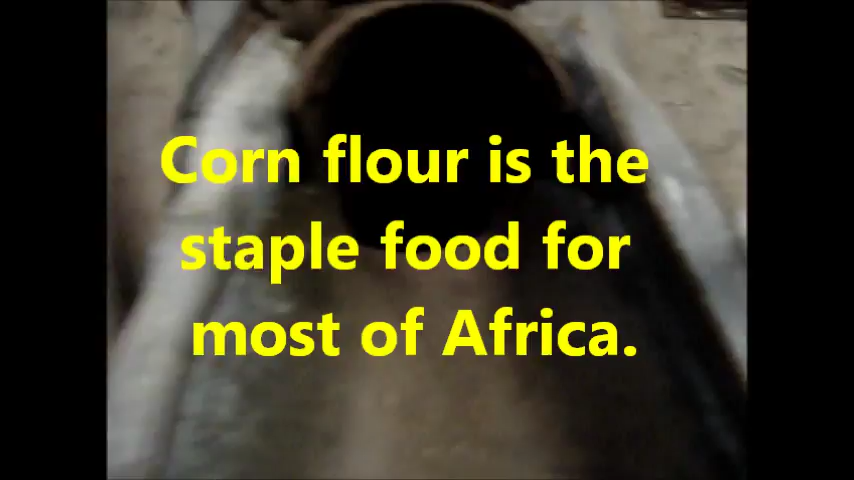 Corn flour is the
staple food for
most of Africa.